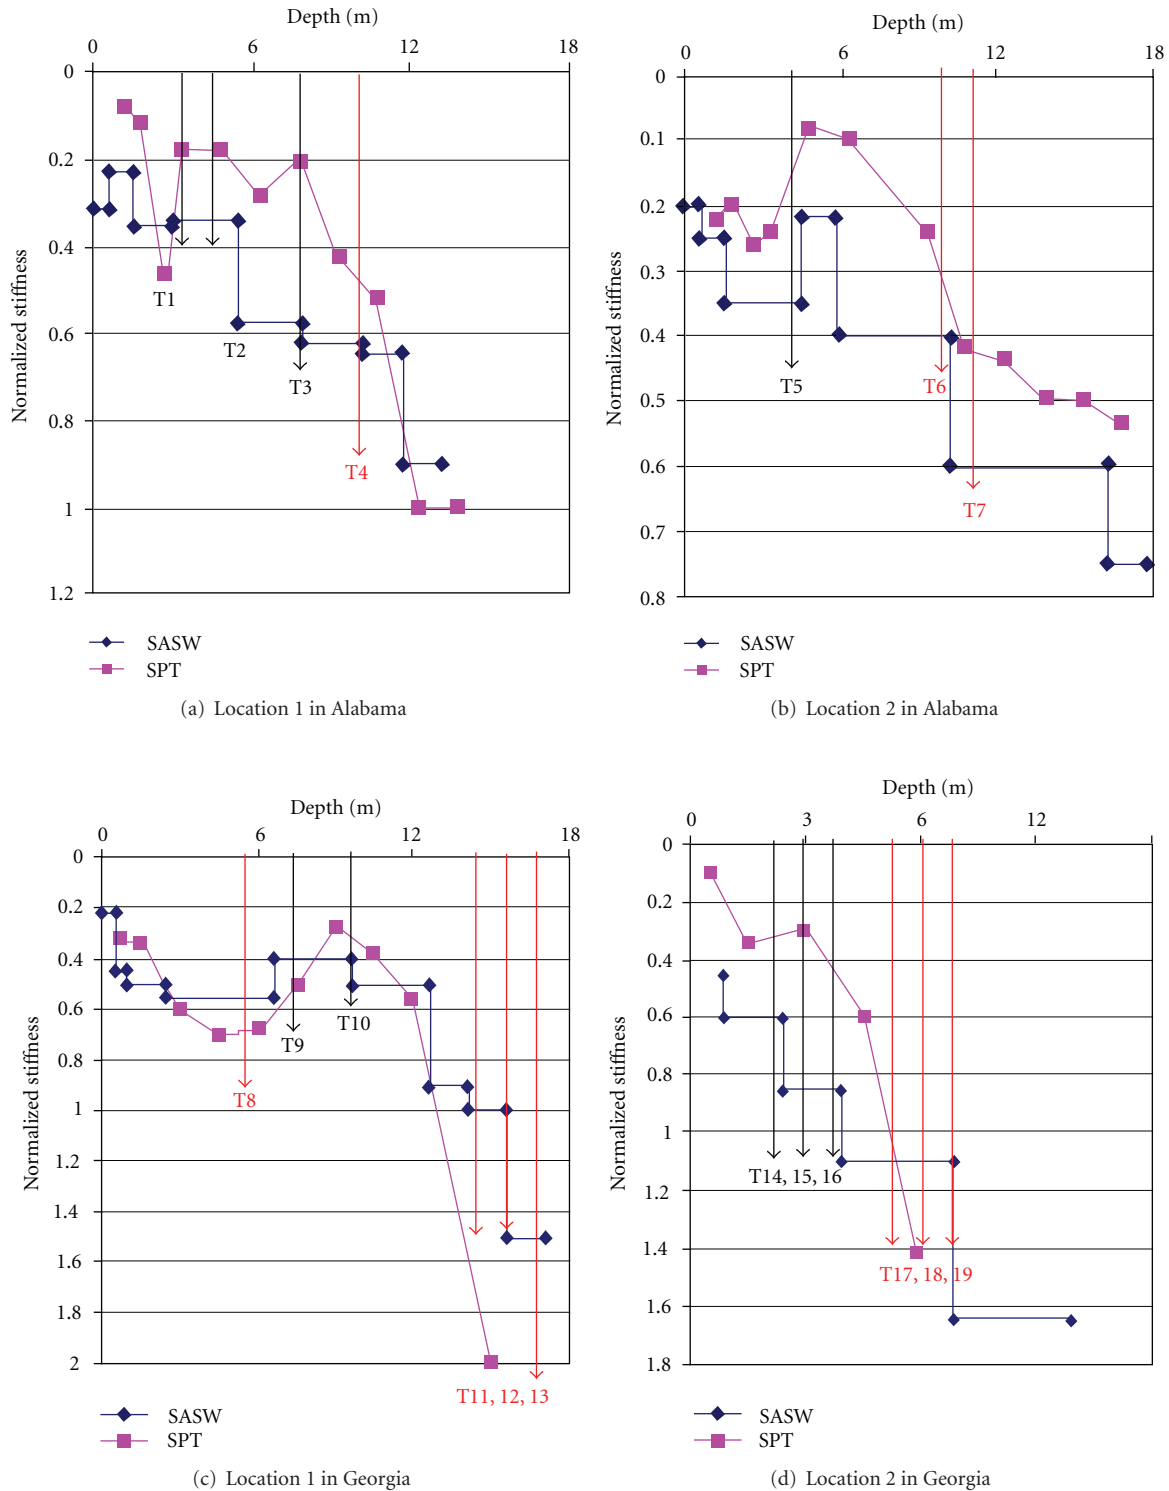 Depth (m)
0 6 12 18
0
0.2
0.4
0.6
0.8
1
1.2
Normalized stiffness
T1
T2
T3
T4
SASW
SPT
(a) Location 1 in Alabama
Depth (m)
0 6 12 18
0
0.1
0.2
0.3
0.4
0.5
0.6
0.7
0.8
Normalized stiffness
T5
T6
T7
SASW
SPT
(b) Location 2 in Alabama
Depth (m)
0 6 12 18
0
0.2
0.4
0.6
0.8
1
1.2
1.4
1.6
1.8
2
Normalized stiffness
T8
T9
T10
T11, 12, 13
SASW
SPT
(c) Location 1 in Georgia
Depth (m)
0 3 6 12
0
0.2
0.4
0.6
0.8
1
1.2
1.4
1.6
1.8
Normalized stiffness
T14, 15, 16
T17, 18, 19
SASW
SPT
(d) Location 2 in Georgia